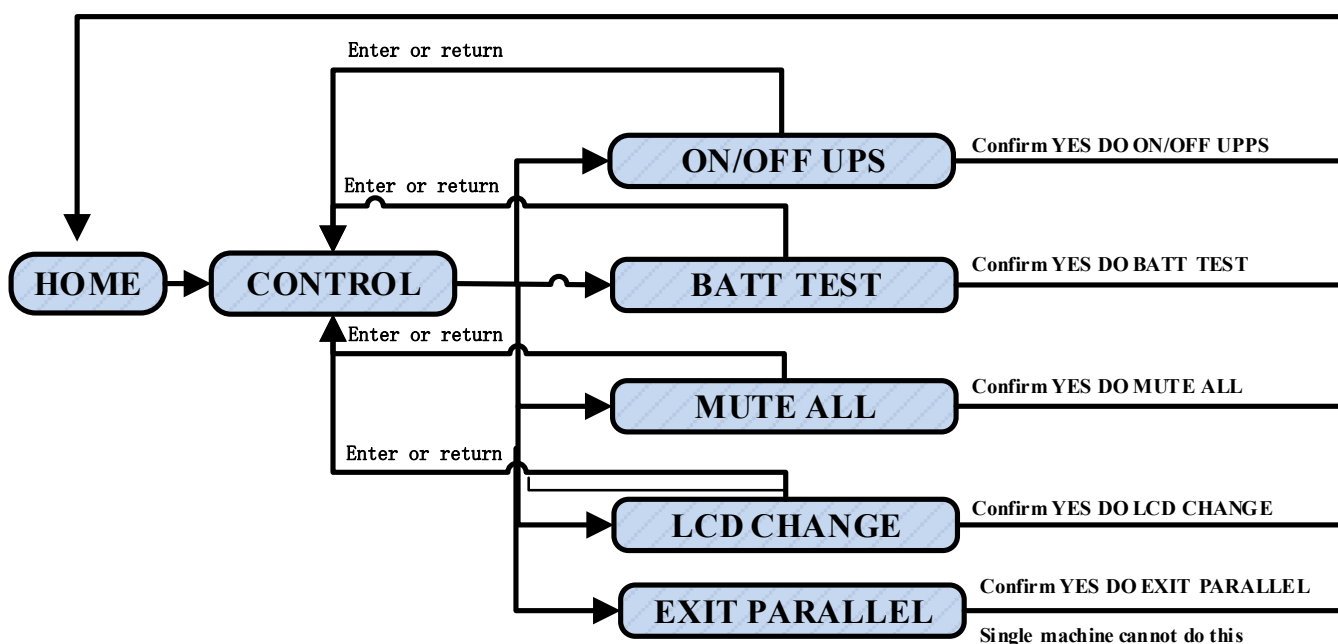 Enter or return
ON/OFF UPS
Confirm YES DO ON/OFF UPPS
Enter or return
HOME
CONTROL
BATT TEST
Confirm YES DO BATT TEST
Enter or return
MUTE ALL
Confirm YES DO MUTE ALL
Enter or return
LCD CHANGE
Confirm YES DO LCD CHANGE
EXIT PARALLEL
Confirm YES DO EXIT PARALLEL
Single machine cannot do this